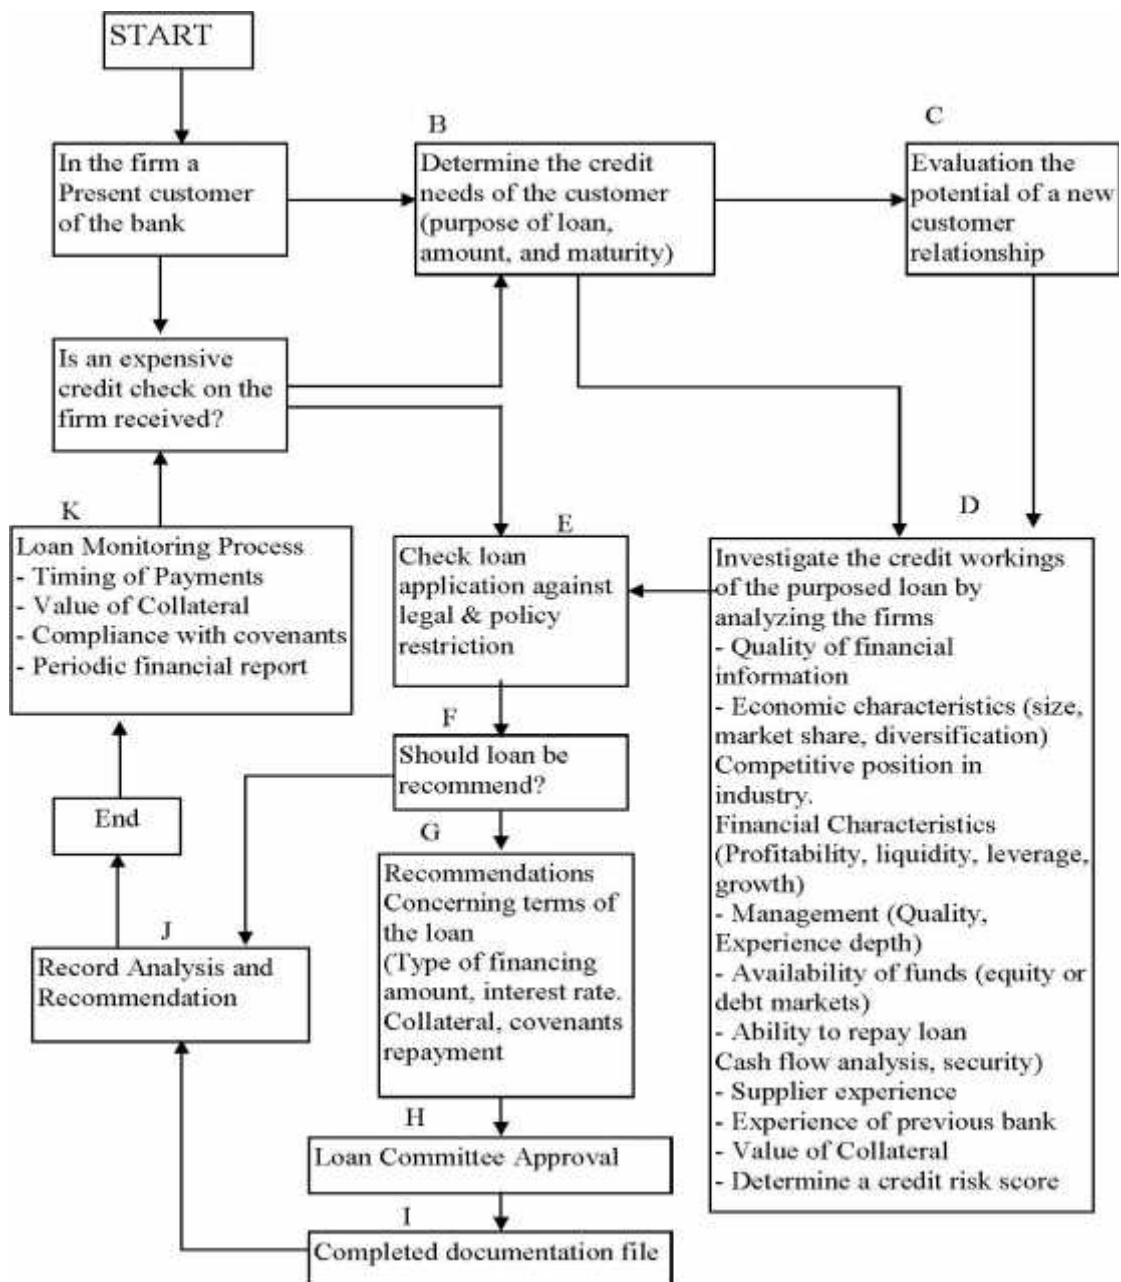 START
In the firm a
Present customer
of the bank
B
Determine the credit
needs of the customer
(purpose of loan,
amount, and maturity)
C
Evaluation the
potential of a new
customer
relationship
Is an expensive
credit check on the
firm received?
K
Loan Monitoring Process
- Timing of Payments
- Value of Collateral
- Compliance with covenants
- Periodic financial report
E
Check loan
application against
legal & policy
restriction
D
Investigate the credit workings
of the purposed loan by
analyzing the firms
- Quality of financial
information
- Economic characteristics (size,
market share, diversification)
Competitive position in
industry.
Financial Characteristics
(Profitability, liquidity, leverage,
growth)
- Management (Quality,
Experience depth)
- Availability of funds (equity or
debt markets)
- Ability to repay loan
Cash flow analysis, security)
- Supplier experience
- Experience of previous bank
- Value of Collateral
- Determine a credit risk score
F
Should loan be
recommend?
End
G
Recommendations
Concerning terms of
the loan
(Type of financing
amount, interest rate.
Collateral, covenants
repayment
J
Record Analysis and
Recommendation
H
Loan Committee Approval
I
Completed documentation file